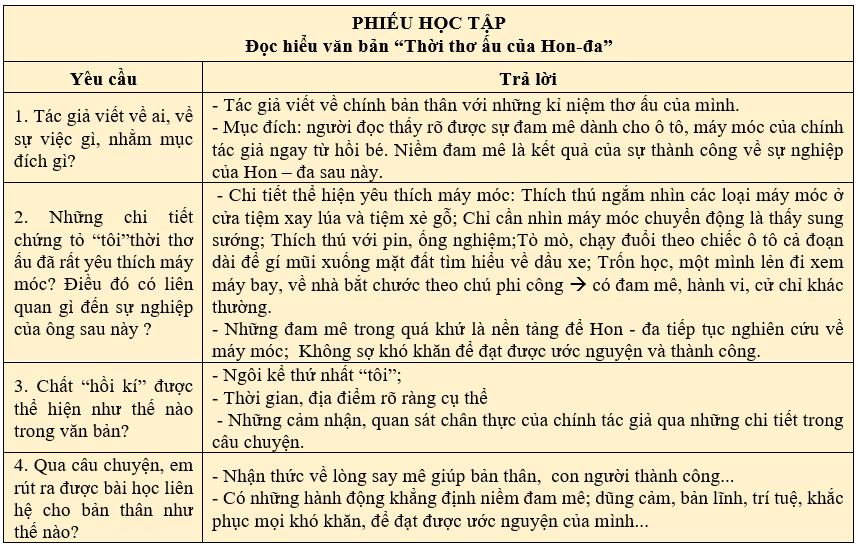 PHIẾU HỌC TẬP
Đọc hiểu văn bản “Thời thơ ấu của Hon-đa”
Yêu cầu
Trả lời
1. Tác giả viết về ai, về
sự việc gì, nhằm mục
đích gì?
- Tác giả viết về chính bản thân với những kỉ niệm thơ ấu của mình.
- Mục đích: người đọc thấy rõ được sự đam mê dành cho ô tô, máy móc của chính
tác giả ngay từ hồi bé. Niềm đam mê là kết quả của sự thành công về sự nghiệp
của Hon – đa sau này.
2. Những chi tiết
chứng tỏ “tôi”thời thơ
ấu đã rất yêu thích máy
móc? Điều đó có liên
quan gì đến sự nghiệp
của ông sau này ?
- Chi tiết thể hiện yêu thích máy móc: Thích thú ngắm nhìn các loại máy móc ở
cửa tiệm xay lúa và tiệm xẻ gỗ; Chỉ cần nhìn máy móc chuyển động là thấy sung
sướng; Thích thú với pin, ống nghiệm;Tò mò, chạy đuổi theo chiếc ô tô cả đoạn
dài để gí mũi xuống mặt đất tìm hiểu về dầu xe; Trốn học, một mình lẻn đi xem
máy bay, về nhà bắt chước theo chú phi công → có đam mê, hành vi, cử chỉ khác
thường.
- Những đam mê trong quá khứ là nền tảng để Hon - đa tiếp tục nghiên cứu về
máy móc; Không sợ khó khăn để đạt được ước nguyện và thành công.
3. Chất “hồi kí” được
thể hiện như thế nào
trong văn bản?
- Ngôi kể thứ nhất “tôi”;
- Thời gian, địa điểm rõ ràng cụ thể
- Những cảm nhận, quan sát chân thực của chính tác giả qua những chi tiết trong
câu chuyện.
4. Qua câu chuyện, em
rút ra được bài học liên
hệ cho bản thân như
thế nào?
- Nhận thức về lòng say mê giúp bản thân, con người thành công...
- Có những hành động khẳng định niềm đam mê; dũng cảm, bản lĩnh, trí tuệ, khắc
phục mọi khó khăn, để đạt được ước nguyện của mình...